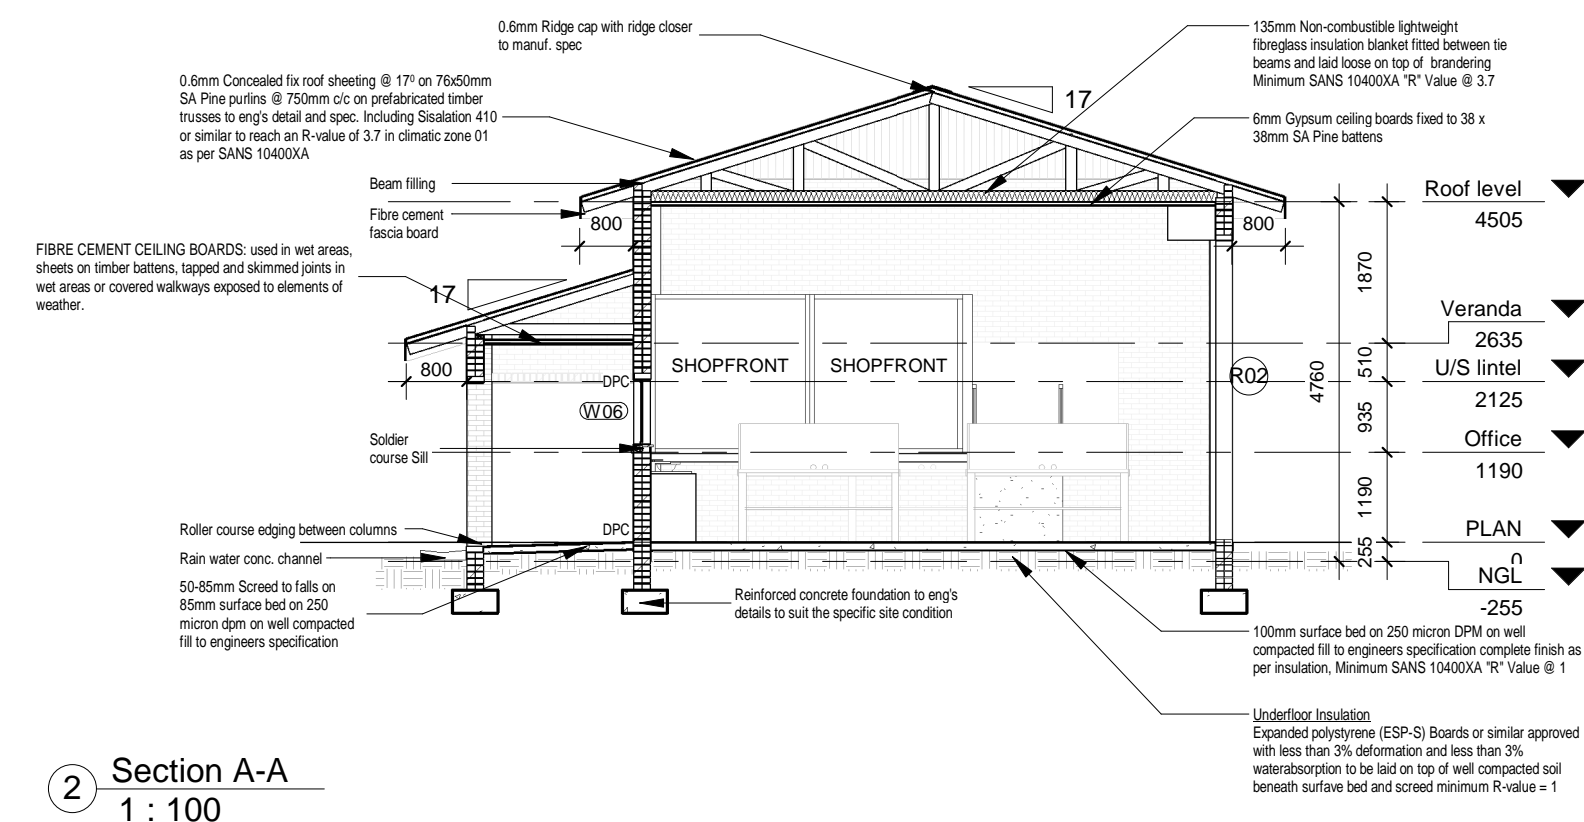 0.6mm Ridge cap with ridge closer
to manuf. spec
135mm Non-combustible lightweight
fibreglass insulation blanket fitted between tie
beams and laid loose on top of brandering
Minimum SANS 10400XA "R" Value @ 3.7
0.6mm Concealed fix roof sheeting @ 17⁰ on 76x50mm
SA Pine purlins @ 750mm c/c on prefabricated timber
trusses to eng's detail and spec. Including Sisalation 410
or similar to reach an R-value of 3.7 in climatic zone 01
as per SANS 10400XA
17
6mm Gypsum ceiling boards fixed to 38 x
38mm SA Pine battens
Beam filling
Fibre cement
fascia board
800
800
Roof level
4505
FIBRE CEMENT CEILING BOARDS: used in wet areas,
sheets on timber battens, tapped and skimmed joints in
wet areas or covered walkways exposed to elements of
weather.
17
1870
Veranda
2635
800
SHOPFRONT
SHOPFRONT
DPC
R02
4760
510
U/S lintel
2125
W06
935
Soldier
course Sill
Office
1190
1190
Roller course edging between columns
DPC
PLAN
0
Rain water conc. channel
255
NGL
-255
50-85mm Screed to falls on
85mm surface bed on 250
micron dpm on well compacted
fill to engineers specification
Reinforced concrete foundation to eng's
details to suit the specific site condition
100mm surface bed on 250 micron DPM on well
compacted fill to engineers specification complete finish as
per insulation, Minimum SANS 10400XA "R" Value @ 1
Underfloor Insulation
Expanded polystyrene (ESP-S) Boards or similar approved
with less than 3% deformation and less than 3%
waterabsorption to be laid on top of well compacted soil
beneath surfave bed and screed minimum R-value = 1
2
Section A-A
1 : 100